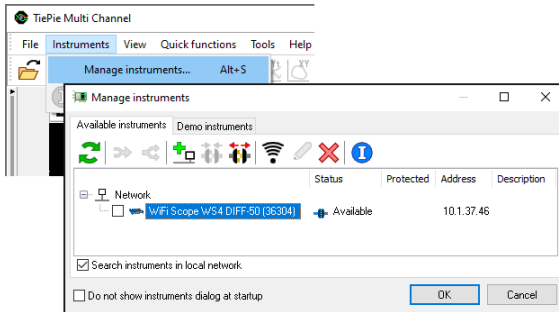 TiePie Multi Channel
File Instruments View Quick functions Tools Help
Manage instruments... Alt+S
Manage instruments
Available instruments Demo instruments
Status Protected Address Description
Network
WiFi Scope WS4 DIFF-50 (36304) Available 10.1.37.46
Search instruments in local network
Do not show instruments dialog at startup
OK Cancel